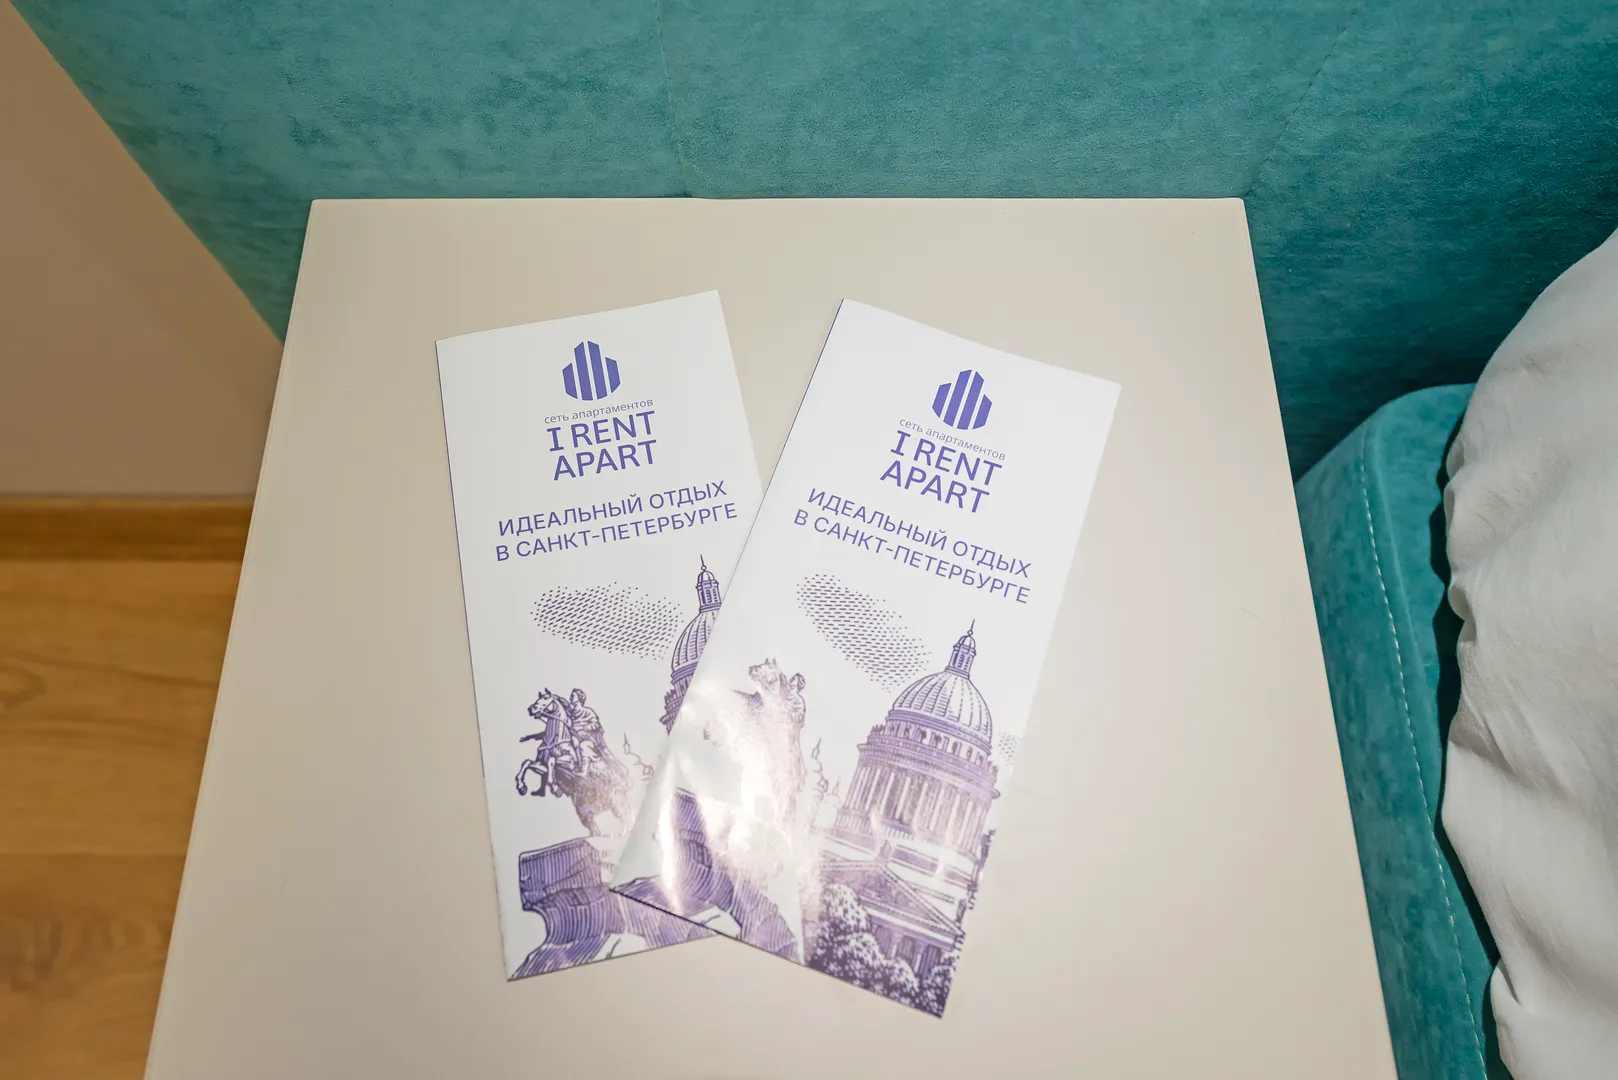 сеть апартаментов
I RENT
APART
ИДЕАЛЬНЫЙ ОТДЫХ
В САНКТ-ПЕТЕРБУРГЕ
сеть апартаментов
I RENT
APART
ИДЕАЛЬНЫЙ ОТДЫХ
В САНКТ-ПЕТЕРБУРГЕ